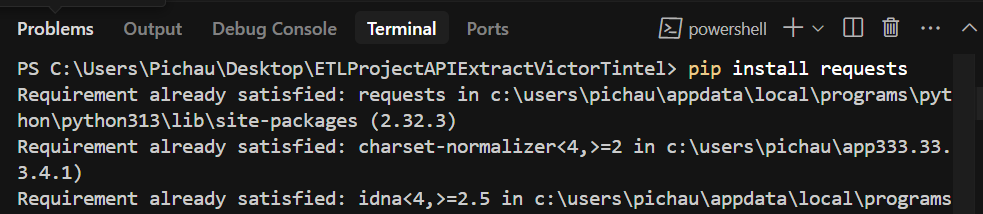 Problems Output Debug Console Terminal Ports powershell
PS C:\Users\Pichau\Desktop\ETLProjectAPIExtractVictorTintel> pip install requests
Requirement already satisfied: requests in c:\users\pichau\appdata\local\programs\pyt
hon\python313\lib\site-packages (2.32.3)
Requirement already satisfied: charset-normalizer<4,>=2 in c:\users\pichau\app333.33.
3.4.1)
Requirement already satisfied: idna<4,>=2.5 in c:\users\pichau\appdata\local\programs